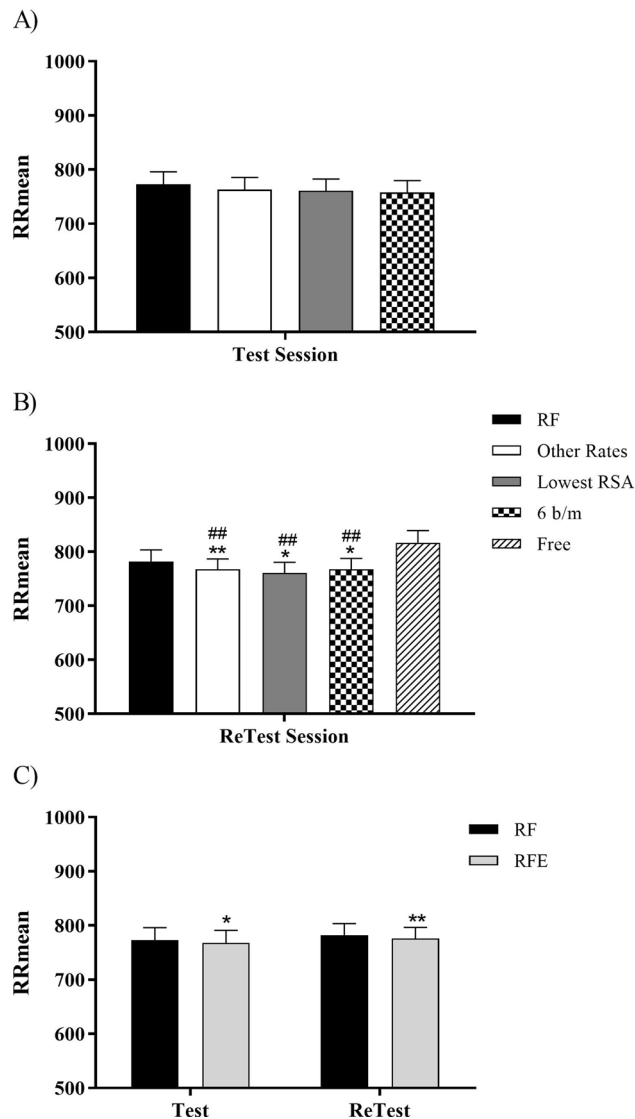 A)
1000
900
800
700
600
500
RRmean
Test Session
B)
1000
900
800
700
600
500
RRmean
## ** ## * ## *
ReTest Session
RF
Other Rates
Lowest RSA
6 b/m
Free
C)
1000
900
800
700
600
500
RRmean
* **
Test ReTest
RF
RFE